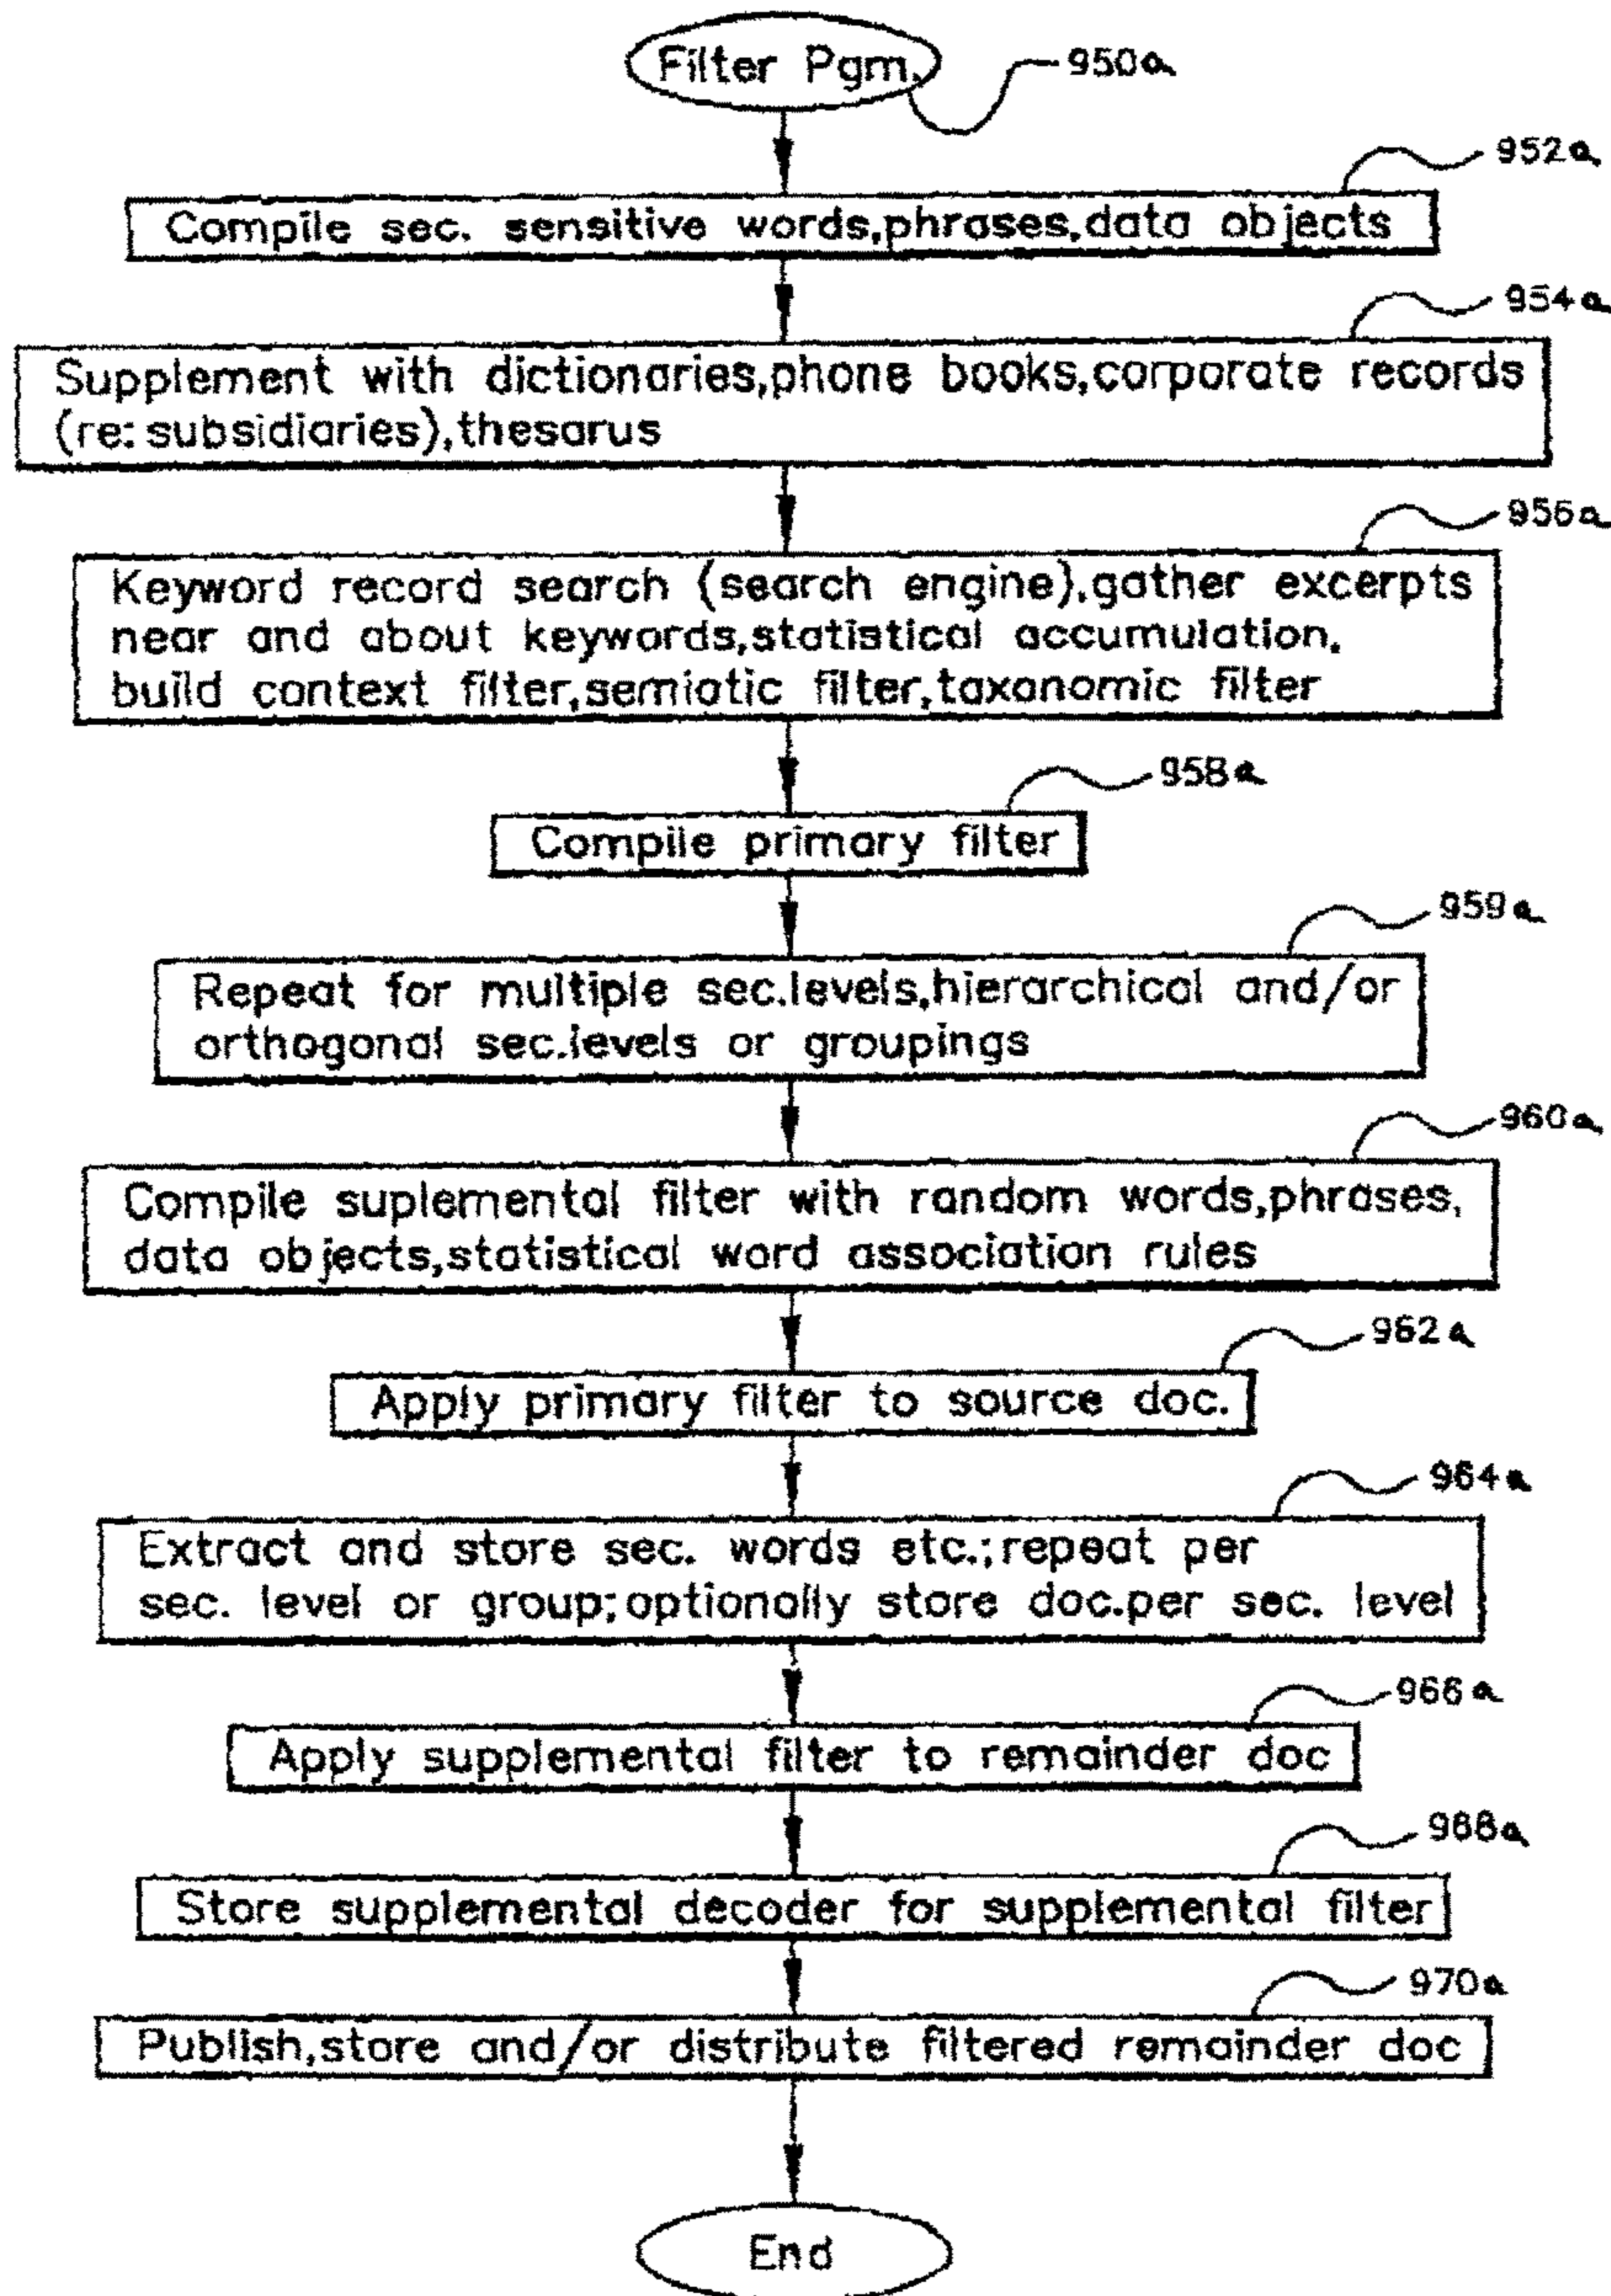 Filter Pgm.
950a
952a
Compile sec. sensitive words,phrases,data objects
954a
Supplement with dictionaries,phone books,corporate records
(re: subsidiaries),thesarus
956a
Keyword record search (search engine),gather excerpts
near and about keywords,statistical accumulation,
build context filter,semiotic filter,taxonomic filter
958a
Compile primary filter
959a
Repeat for multiple sec.levels,hierarchical and/or
orthogonal sec.levels or groupings
960a
Compile suplemental filter with random words,phrases,
data objects,statistical word association rules
962a
Apply primary filter to source doc.
964a
Extract and store sec. words etc.;repeat per
sec. level or group;optionally store doc.per sec. level
966a
Apply supplemental filter to remainder doc
968a
Store supplemental decoder for supplemental filter
970a
Publish,store and/or distribute filtered remainder doc
End